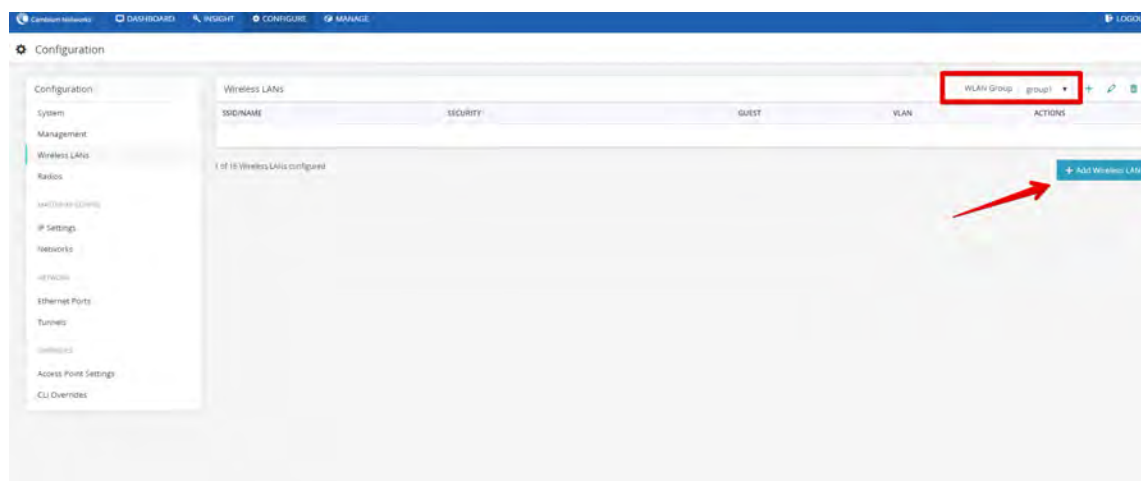 Cambium Networks DASHBOARD INSIGHT CONFIGURE MANAGE LOGOU
Configuration
Configuration
System
Management
Wireless LANs
Radios
IP Settings
Networks
NETWORK
Ethernet Ports
Tunnels
OVERRIDES
Access Point Settings
CLI Overrides
Wireless LANs WLAN Group group1
SSID/NAME SECURITY GUEST VLAN ACTIONS
1 of 16 Wireless LANs configured
+ Add Wireless LAN